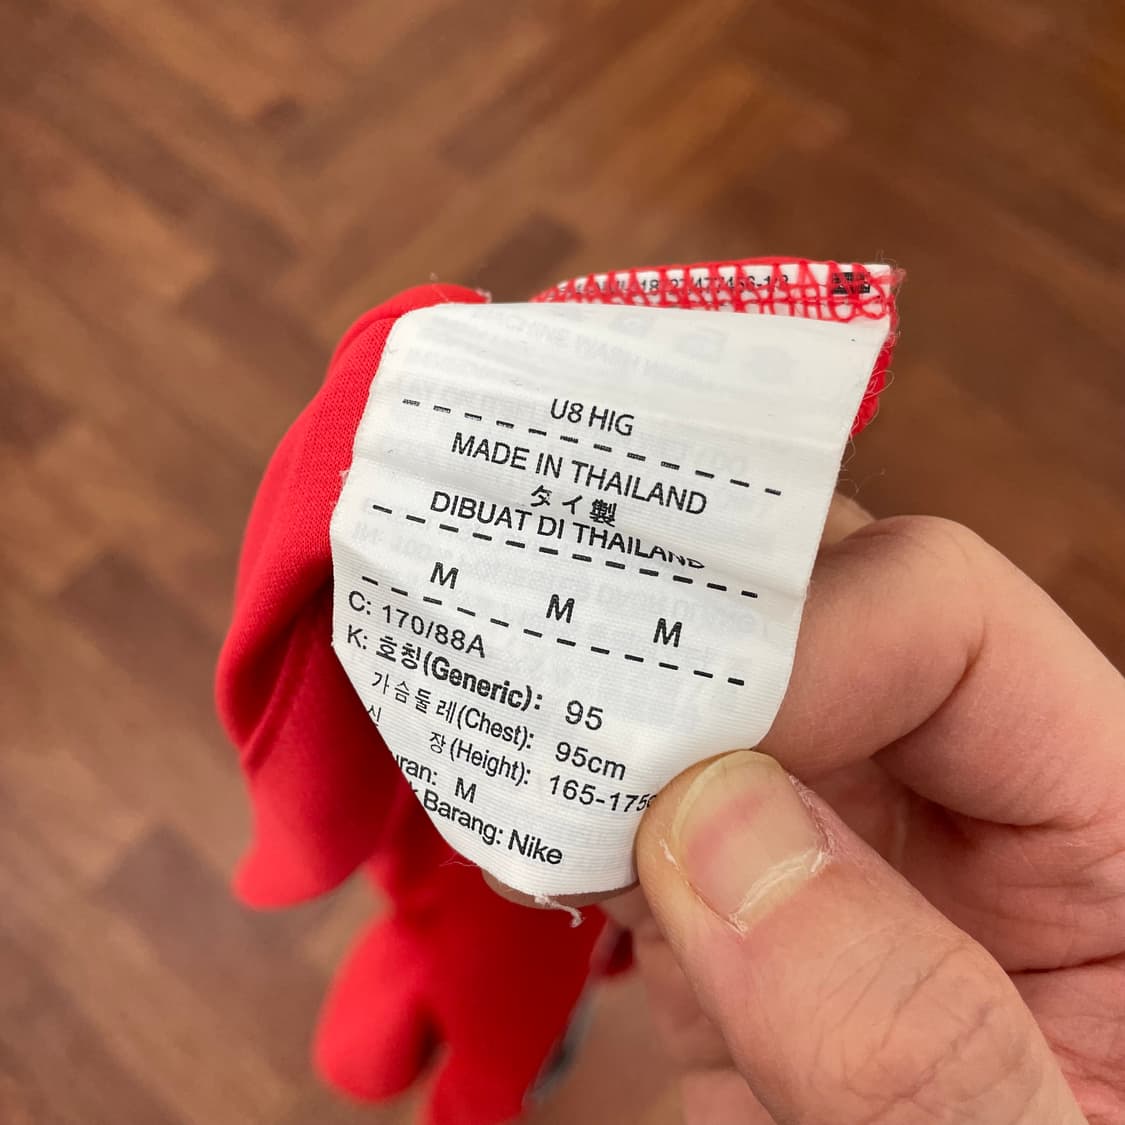 U8 HIG
MADE IN THAILAND
タイ製
DIBUAT DI THAILAND
M M M
C: 170/88A
K: 호칭(Generic): 95
가슴둘레(Chest): 95cm
장(Height): 165-175
M
Barang: Nike